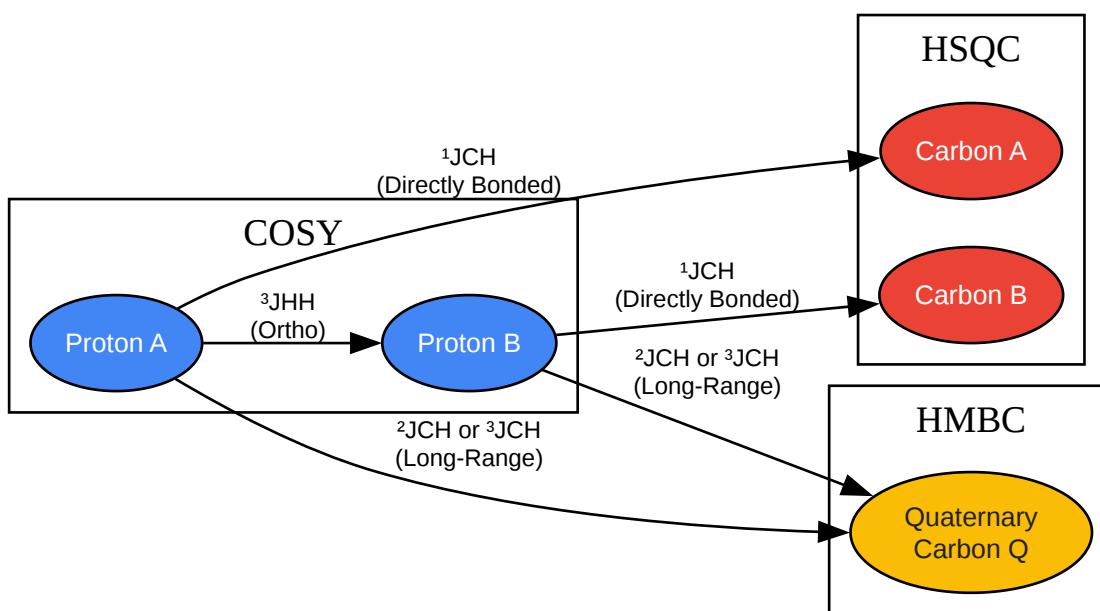 HSQC
Carbon A
¹JCH
(Directly Bonded)
COSY
¹JCH
(Directly Bonded)
Carbon B
³JHH
(Ortho)
Proton A
Proton B
²JCH or ³JCH
(Long-Range)
HMBC
²JCH or ³JCH
(Long-Range)
Quaternary
Carbon Q